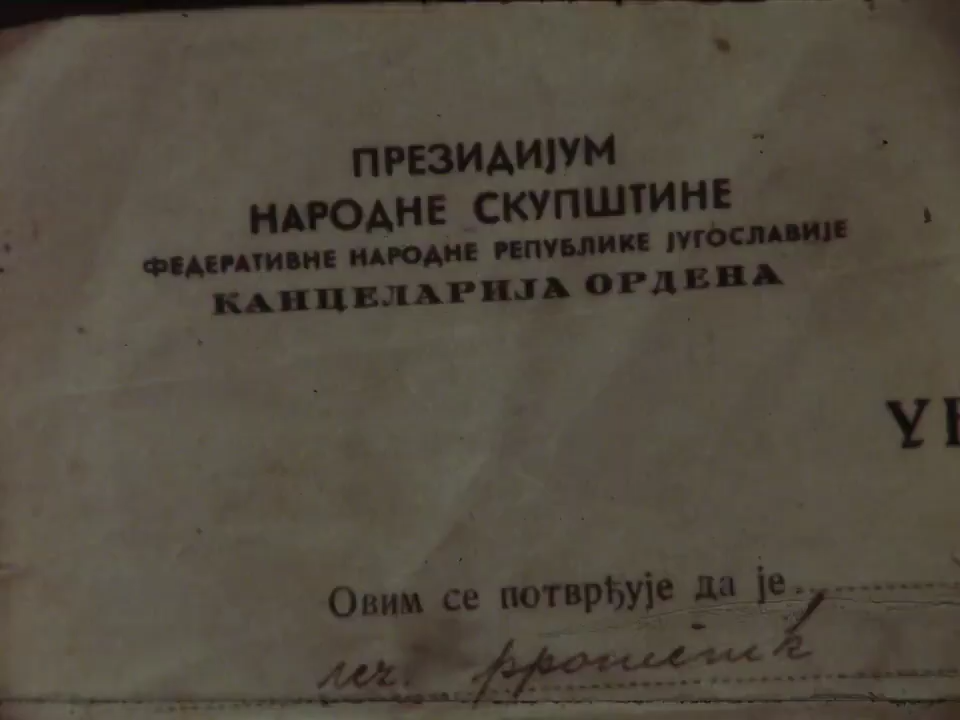 ПРЕЗИДИЈУМ
НАРОДНЕ СКУПШТИНЕ
ФЕДЕРАТИВНЕ НАРОДНЕ РЕПУБЛИКЕ ЈУГОСЛАВИЈЕ
КАНЦЕЛАРИЈА ОРДЕНА
Овим се потврђује да је